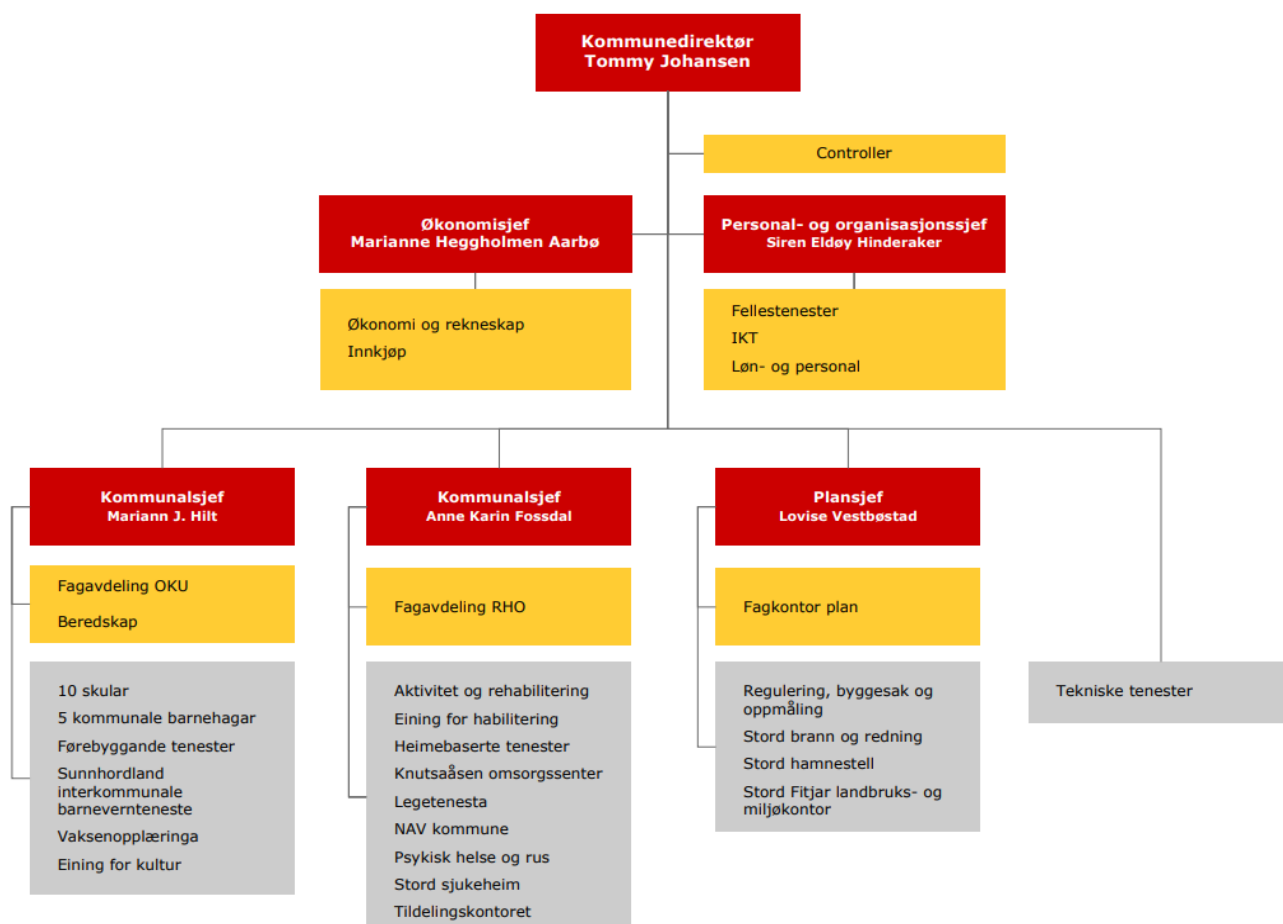 Kommunedirektør
Tommy Johansen
Controller
Økonomisjef
Marianne Heggholmen Aarbø
Personal- og organisasjonssjef
Siren Eldøy Hinderaker
Økonomi og rekneskap
Innkjøp
Fellestenester
IKT
Løn- og personal
Kommunalsjef
Mariann J. Hilt
Fagavdeling OKU
Beredskap
10 skular
5 kommunale barnehagar
Førebyggande tenester
Sunnhordland
interkommunale
barnevernteneste
Vaksenopplæringa
Eining for kultur
Kommunalsjef
Anne Karin Fossdal
Fagavdeling RHO
Aktivitet og rehabilitering
Eining for habilitering
Heimebaserte tenester
Knutsaåsen omsorgssenter
Legetenesta
NAV kommune
Psykisk helse og rus
Stord sjukeheim
Tildelingskontoret
Plansjef
Lovise Vestbøstad
Fagkontor plan
Regulering, byggesak og
oppmåling
Stord brann og redning
Stord hamnestell
Stord Fitjar landbruks- og
miljøkontor
Tekniske tenester